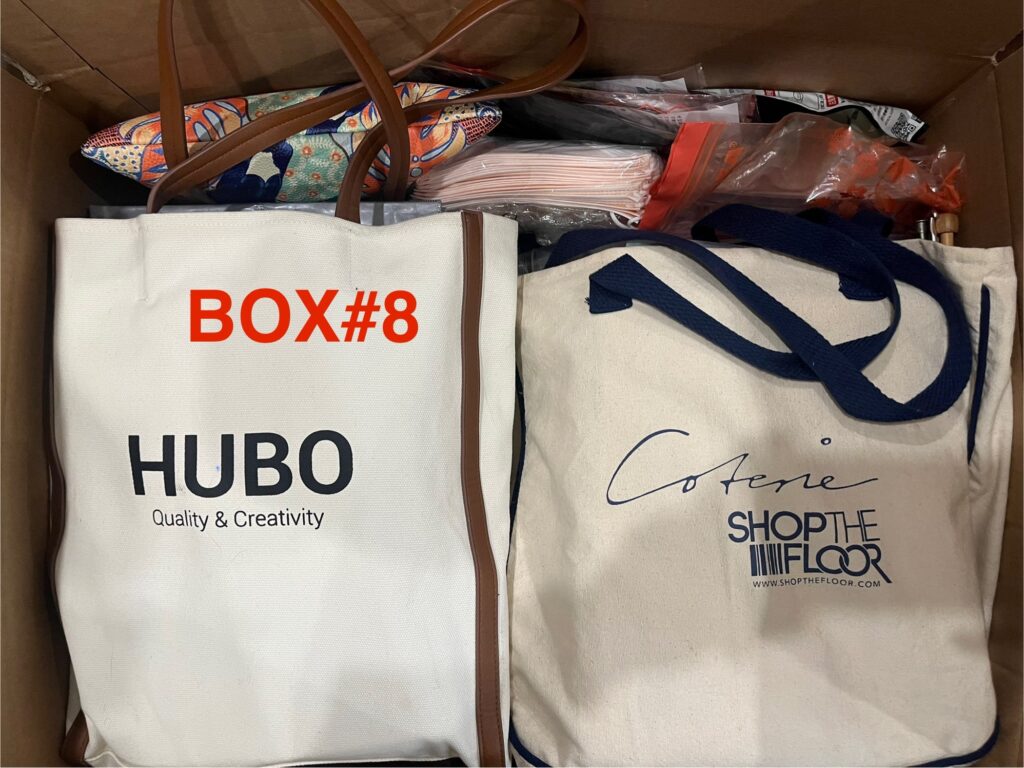 BOX#8
HUBO
Quality & Creativity
Coterie
SHOPTHE
FLOOR
WWW.SHOPTHEFLOOR.COM